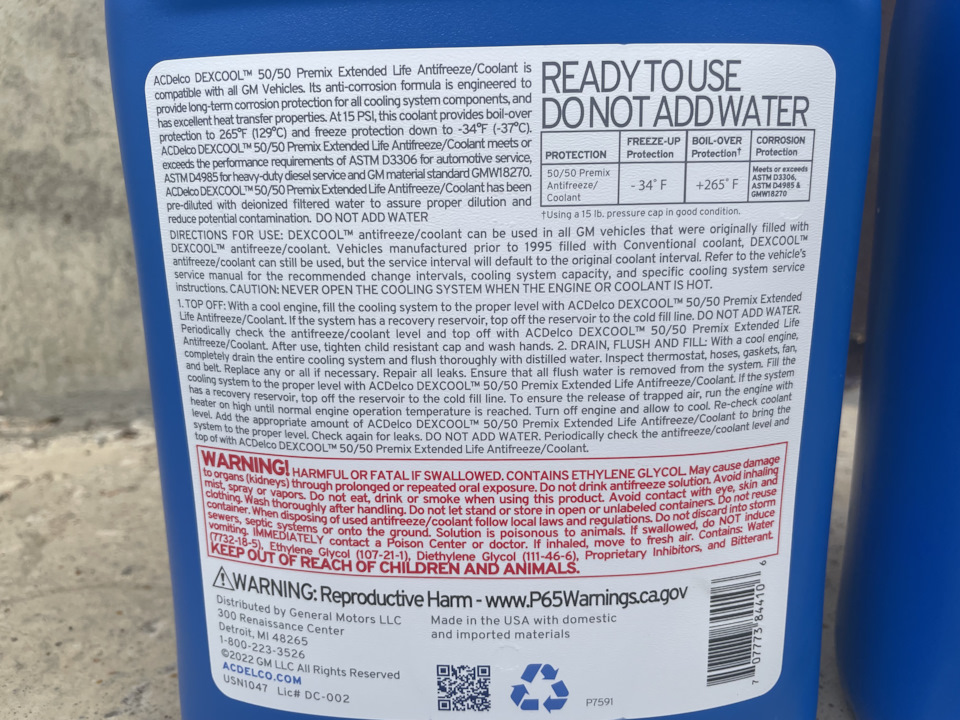 ACDelco DEXCOOL™ 50/50 Premix Extended Life Antifreeze/Coolant is
compatible with all GM Vehicles. Its anti-corrosion formula is engineered to
provide long-term corrosion protection for all cooling system components, and
has excellent heat transfer properties. At 15 PSI, this coolant provides boil-over
protection to 265°F (129°C) and freeze protection down to -34°F (-37°C).
ACDelco DEXCOOL™ 50/50 Premix Extended Life Antifreeze/Coolant meets or
exceeds the performance requirements of ASTM D3306 for automotive service,
ASTM D4985 for heavy-duty diesel service and GM material standard GMW18270.
ACDelco DEXCOOL™ 50/50 Premix Extended Life Antifreeze/Coolant has been
pre-diluted with deionized filtered water to assure proper dilution and
reduce potential contamination. DO NOT ADD WATER
READY TO USE
DO NOT ADD WATER
PROTECTION
FREEZE-UP
Protection
BOIL-OVER
Protection†
CORROSION
Protection
50/50 Premix
Antifreeze/
Coolant
- 34° F
+265° F
Meets or exceeds
ASTM D3306,
ASTM D4985 &
GMW18270
†Using a 15 lb. pressure cap in good condition.
DIRECTIONS FOR USE: DEXCOOL™ antifreeze/coolant can be used in all GM vehicles that were originally filled with
DEXCOOL™ antifreeze/coolant. Vehicles manufactured prior to 1995 filled with Conventional coolant, DEXCOOL™
antifreeze/coolant can still be used, but the service interval will default to the original coolant interval. Refer to the vehicle's
service manual for the recommended change intervals, cooling system capacity, and specific cooling system service
instructions. CAUTION: NEVER OPEN THE COOLING SYSTEM WHEN THE ENGINE OR COOLANT IS HOT.
1. TOP OFF: With a cool engine, fill the cooling system to the proper level with ACDelco DEXCOOL™ 50/50 Premix Extended
Life Antifreeze/Coolant. If the system has a recovery reservoir, top off the reservoir to the cold fill line. DO NOT ADD WATER.
Periodically check the antifreeze/coolant level and top off with ACDelco DEXCOOL™ 50/50 Premix Extended Life
Antifreeze/Coolant. After use, tighten child resistant cap and wash hands. 2. DRAIN, FLUSH AND FILL: With a cool engine,
completely drain the entire cooling system and flush thoroughly with distilled water. Inspect thermostat, hoses, gaskets, fan,
and belt. Replace any or all if necessary. Repair all leaks. Ensure that all flush water is removed from the system. Fill the
cooling system to the proper level with ACDelco DEXCOOL™ 50/50 Premix Extended Life Antifreeze/Coolant. If the system
has a recovery reservoir, top off the reservoir to the cold fill line. To ensure the release of trapped air, run the engine with
heater on high until normal engine operation temperature is reached. Turn off engine and allow to cool. Re-check coolant
level. Add the appropriate amount of ACDelco DEXCOOL™ 50/50 Premix Extended Life Antifreeze/Coolant to bring the
system to the proper level. Check again for leaks. DO NOT ADD WATER. Periodically check the antifreeze/coolant level and
top of with ACDelco DEXCOOL™ 50/50 Premix Extended Life Antifreeze/Coolant.
WARNING! HARMFUL OR FATAL IF SWALLOWED. CONTAINS ETHYLENE GLYCOL. May cause damage
to organs (kidneys) through prolonged or repeated oral exposure. Do not drink antifreeze solution. Avoid inhaling
mist, spray or vapors. Do not eat, drink or smoke when using this product. Avoid contact with eye, skin and
clothing. Wash thoroughly after handling. Do not let stand or store in open or unlabeled containers. Do not reuse
container. When disposing of used antifreeze/coolant follow local laws and regulations. Do not discard into storm
sewers, septic systems or onto the ground. Solution is poisonous to animals. If swallowed, do NOT induce
vomiting. IMMEDIATELY contact a Poison Center or doctor. If inhaled, move to fresh air. Contains: Water
(7732-18-5), Ethylene Glycol (107-21-1), Diethylene Glycol (111-46-6), Proprietary Inhibitors, and Bitterant.
KEEP OUT OF REACH OF CHILDREN AND ANIMALS.
WARNING: Reproductive Harm - www.P65Warnings.ca.gov
Distributed by General Motors LLC
300 Renaissance Center
Detroit, MI 48265
1-800-223-3526
©2022 GM LLC All Rights Reserved
ACDELCO.COM
USN1047 Lic# DC-002
Made in the USA with domestic
and imported materials
P7591
7 07773 84410 6